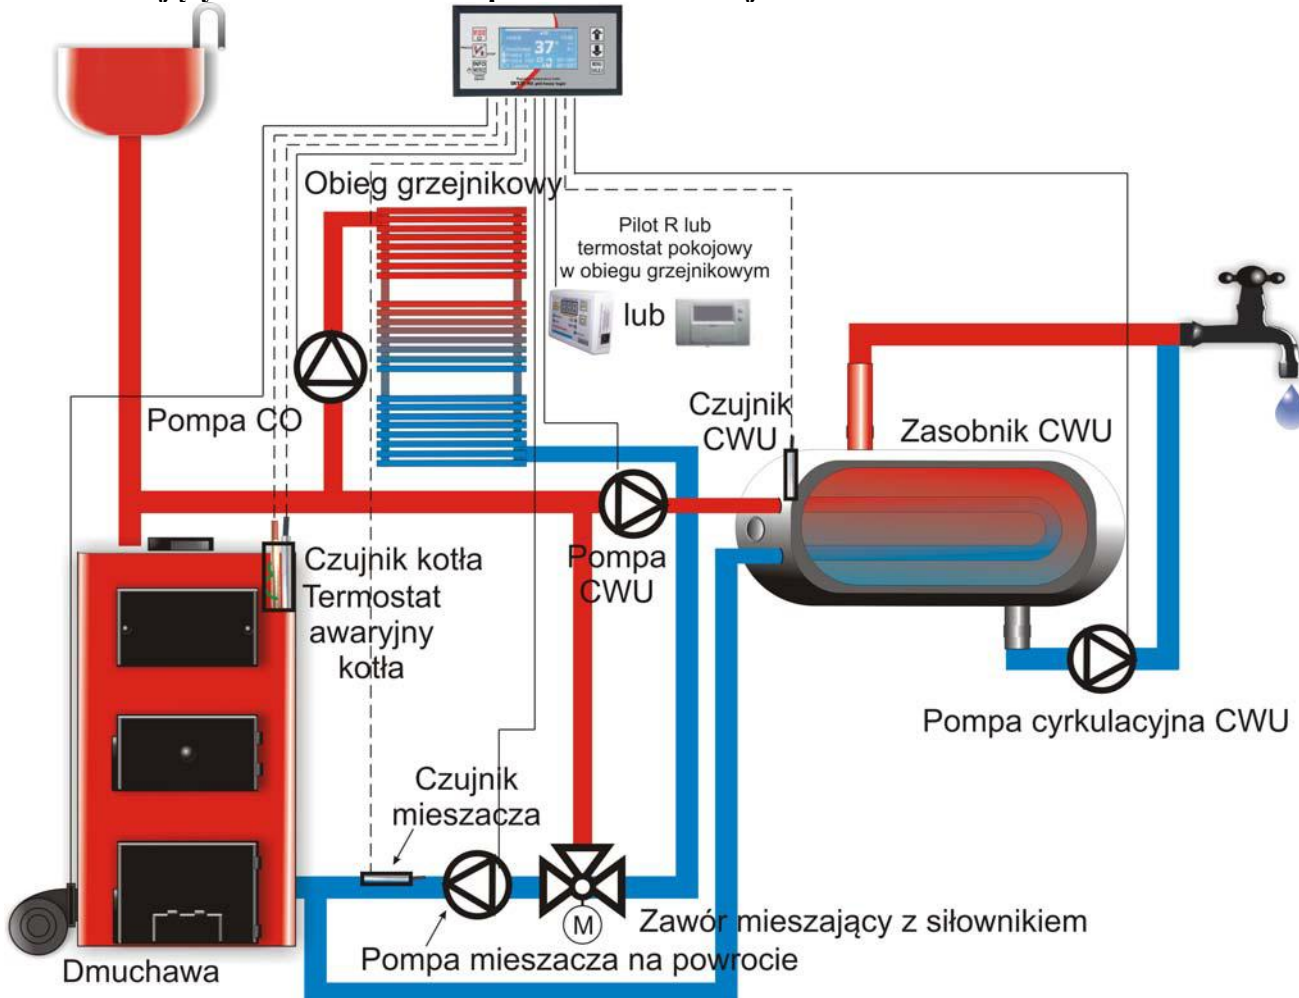 37°
Obieg grzejnikowy
Pilot R lub
termostat pokojowy
w obiegu grzejnikowym
lub
Pompa CO
Czujnik
CWU
Zasobnik CWU
Czujnik kotła
Termostat
awaryjny
kotła
Pompa
CWU
Pompa cyrkulacyjna CWU
Czujnik
mieszacza
M
Zawór mieszający z siłownikiem
Pompa mieszacza na powrocie
Dmuchawa